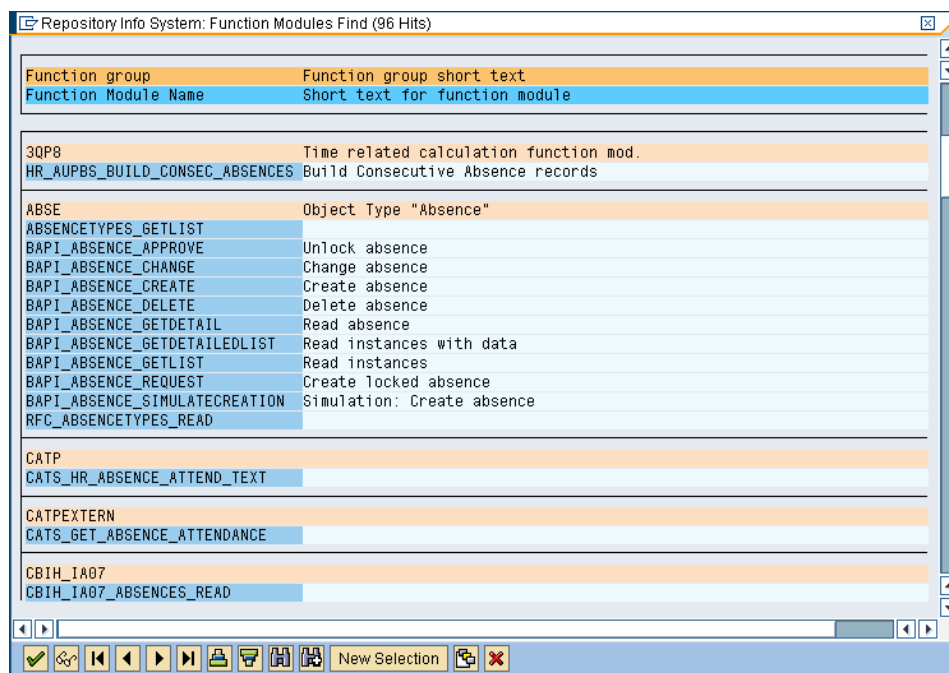 Repository Info System: Function Modules Find (96 Hits)
Function group Function group short text
Function Module Name Short text for function module
3QP8 Time related calculation function mod.
HR_AUPBS_BUILD_CONSEC_ABSENCES Build Consecutive Absence records
ABSE Object Type "Absence"
ABSENCETYPES_GETLIST
BAPI_ABSENCE_APPROVE Unlock absence
BAPI_ABSENCE_CHANGE Change absence
BAPI_ABSENCE_CREATE Create absence
BAPI_ABSENCE_DELETE Delete absence
BAPI_ABSENCE_GETDETAIL Read absence
BAPI_ABSENCE_GETDETAILEDLIST Read instances with data
BAPI_ABSENCE_GETLIST Read instances
BAPI_ABSENCE_REQUEST Create locked absence
BAPI_ABSENCE_SIMULATECREATION Simulation: Create absence
RFC_ABSENCETYPES_READ
CATP
CATS_HR_ABSENCE_ATTEND_TEXT
CATPEXTERN
CATS_GET_ABSENCE_ATTENDANCE
CBIH_IA07
CBIH_IA07_ABSENCES_READ
New Selection